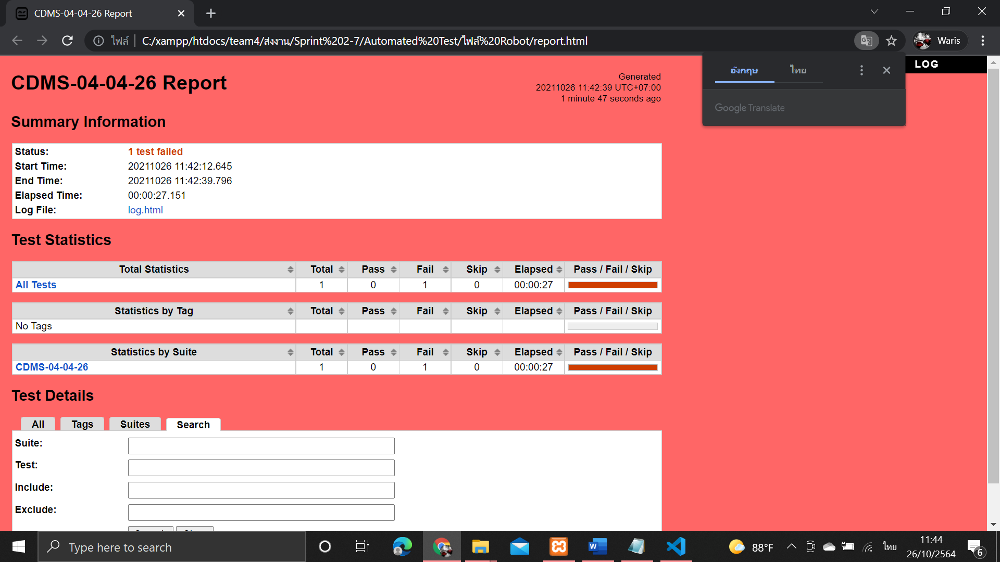 CDMS-04-04-26 Report
ไฟล์
C:/xampp/htdocs/team4/ส่งงาน/Sprint%202-7/Automated%20Test/ไฟล์%20Robot/report.html
Waris
CDMS-04-04-26 Report
Generated
20211026 11:42:39 UTC+07:00
1 minute 47 seconds ago
อังกฤษ ไทย
Google Translate
LOG
Summary Information
Status: 1 test failed
Start Time: 20211026 11:42:12.645
End Time: 20211026 11:42:39.796
Elapsed Time: 00:00:27.151
Log File: log.html
Test Statistics
Total Statistics Total Pass Fail Skip Elapsed Pass / Fail / Skip
All Tests 1 0 1 0 00:00:27
Statistics by Tag Total Pass Fail Skip Elapsed Pass / Fail / Skip
No Tags
Statistics by Suite Total Pass Fail Skip Elapsed Pass / Fail / Skip
CDMS-04-04-26 1 0 1 0 00:00:27
Test Details
All Tags Suites Search
Suite:
Test:
Include:
Exclude:
Type here to search
88°F
ไทย
11:44
26/10/2564
6